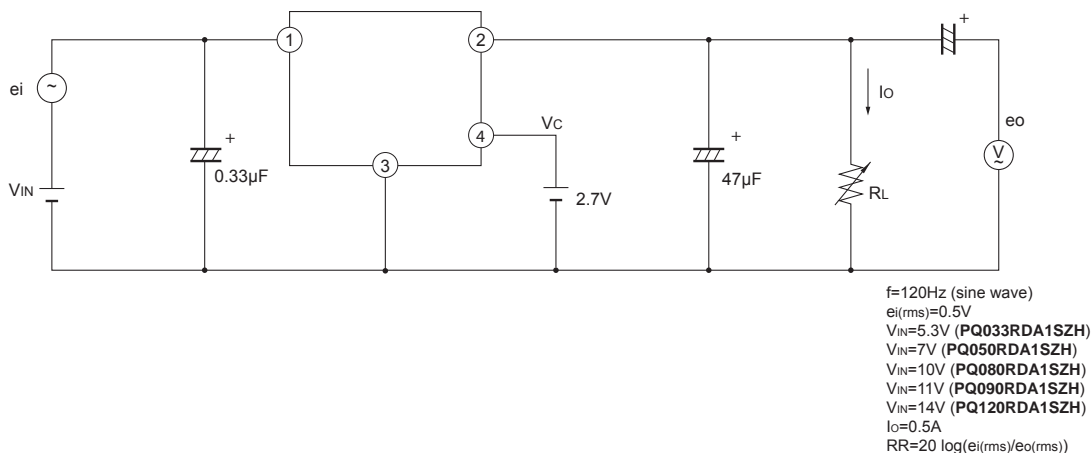 +
1
2
ei
~
IO
+
VC
4
+
eo
V
~
3
0.33μF
47μF
RL
VIN
2.7V
f=120Hz (sine wave)
ei(rms)=0.5V
VIN=5.3V (PQ033RDA1SZH)
VIN=7V (PQ050RDA1SZH)
VIN=10V (PQ080RDA1SZH)
VIN=11V (PQ090RDA1SZH)
VIN=14V (PQ120RDA1SZH)
IO=0.5A
RR=20 log(ei(rms)/eo(rms))